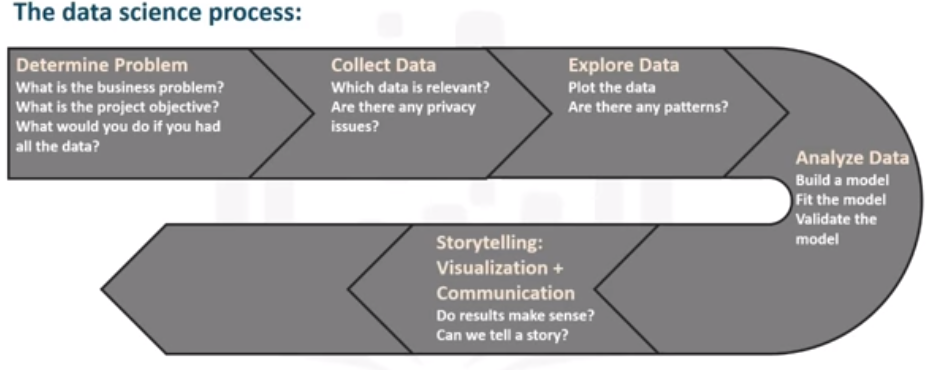 The data science process:
Determine Problem
What is the business problem?
What is the project objective?
What would you do if you had
all the data?
Collect Data
Which data is relevant?
Are there any privacy
issues?
Explore Data
Plot the data
Are there any patterns?
Analyze Data
Build a model
Fit the model
Validate the
model
Storytelling:
Visualization +
Communication
Do results make sense?
Can we tell a story?